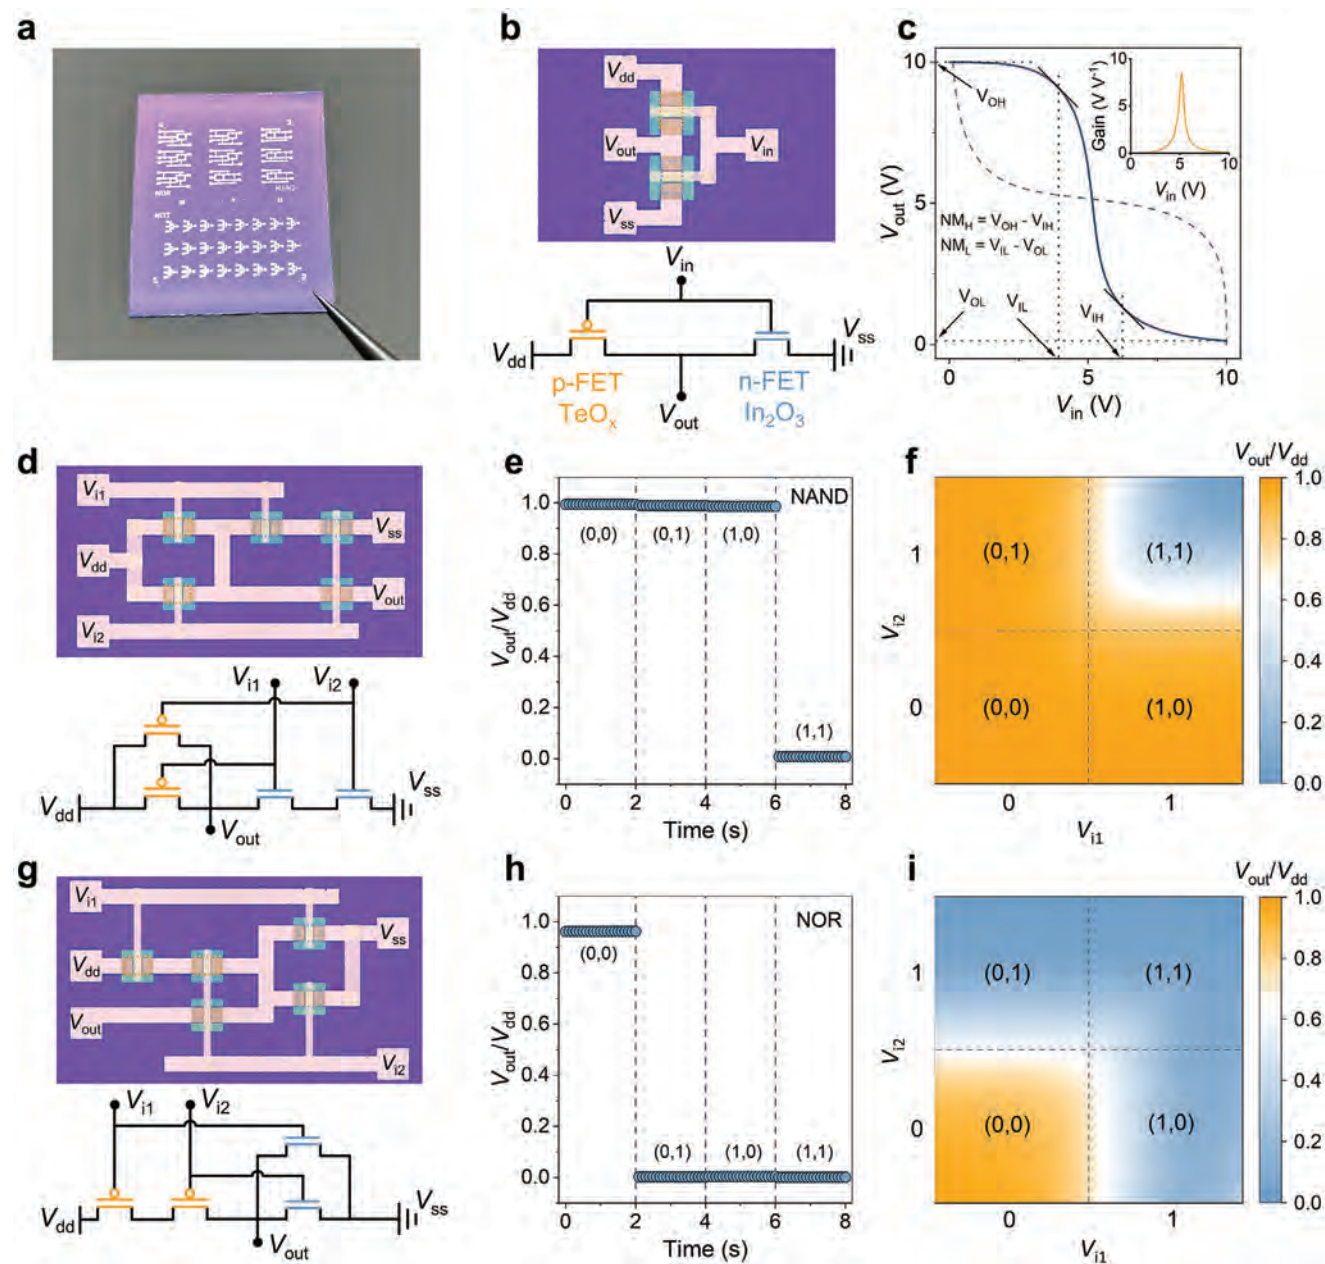 a
NOR
NAND
NOT
b
V_dd
V_out
V_in
V_ss
V_in
V_dd
V_ss
p-FET
n-FET
TeO_x
V_out
In₂O₃
c
10
5
0
V_out (V)
V_OH
NM_H = V_OH - V_IH
NM_L = V_IL - V_OL
V_OL
V_IL
V_IH
0
5
10
V_in (V)
10
5
0
Gain (V V⁻¹)
0
5
10
V_in (V)
d
V_i1
V_ss
V_dd
V_out
V_i2
V_i1
V_i2
V_dd
V_ss
V_out
e
1.0
0.8
0.6
0.4
0.2
0.0
V_out/V_dd
NAND
(0,0)
(0,1)
(1,0)
(1,1)
0
2
4
6
8
Time (s)
f
V_out/V_dd
1
0
V_i2
(0,1)
(1,1)
(0,0)
(1,0)
0
1
V_i1
1.0
0.8
0.6
0.4
0.2
0.0
g
V_i1
V_ss
V_dd
V_out
V_i2
V_i1
V_i2
V_dd
V_ss
V_out
h
1.0
0.8
0.6
0.4
0.2
0.0
V_out/V_dd
NOR
(0,0)
(0,1)
(1,0)
(1,1)
0
2
4
6
8
Time (s)
i
V_out/V_dd
1
0
V_i2
(0,1)
(1,1)
(0,0)
(1,0)
0
1
V_i1
1.0
0.8
0.6
0.4
0.2
0.0